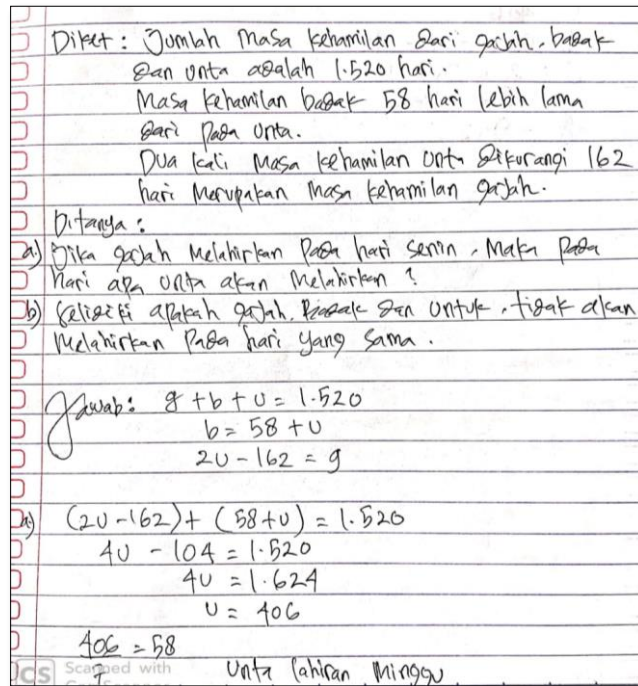 Diket : Jumlah masa kehamilan dari gajah, badak
dan unta adalah 1.520 hari.
Masa kehamilan badak 58 hari lebih lama
dari pada unta.
Dua kali masa kehamilan unta dikurangi 162
hari merupakan masa kehamilan gajah.
Ditanya :
a.) Jika gajah melahirkan pada hari senin, maka pada
hari apa unta akan melahirkan ?
b) Selidiki apakah gajah, badak dan untuk, tidak akan
melahirkan pada hari yang sama.
Jawab : g + b + u = 1.520
b = 58 + u
2u - 162 = g
a.) (2u - 162) + (58 + u) = 1.520
4u - 104 = 1.520
4u = 1.624
u = 406
406 = 58
7
unta lahiran minggu
CS Scanned with